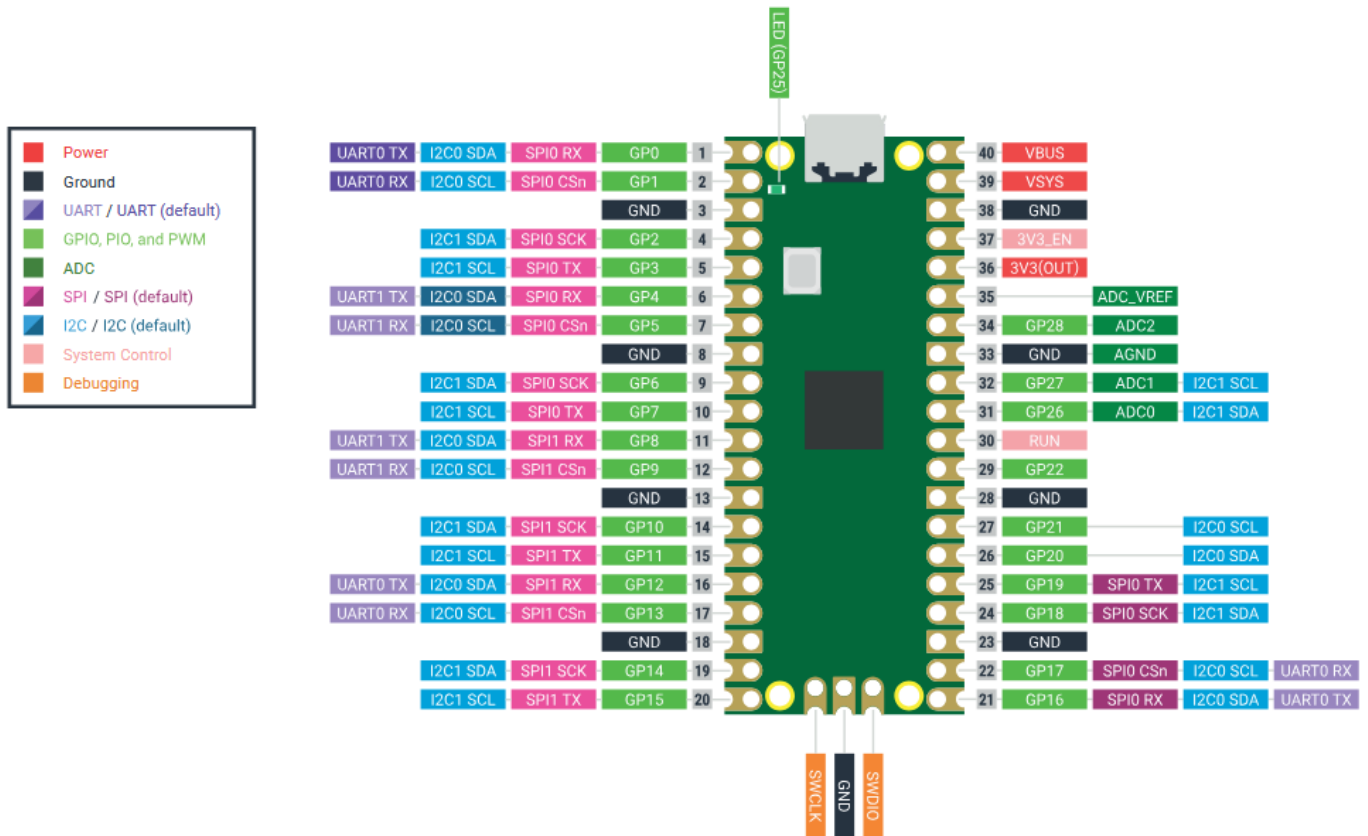 LED (GP25)
Power
Ground
UART / UART (default)
GPIO, PIO, and PWM
ADC
SPI / SPI (default)
I2C / I2C (default)
System Control
Debugging
UART0 TX I2C0 SDA SPI0 RX GP0 1
UART0 RX I2C0 SCL SPI0 CSn GP1 2
GND 3
I2C1 SDA SPI0 SCK GP2 4
I2C1 SCL SPI0 TX GP3 5
UART1 TX I2C0 SDA SPI0 RX GP4 6
UART1 RX I2C0 SCL SPI0 CSn GP5 7
GND 8
I2C1 SDA SPI0 SCK GP6 9
I2C1 SCL SPI0 TX GP7 10
UART1 TX I2C0 SDA SPI1 RX GP8 11
UART1 RX I2C0 SCL SPI1 CSn GP9 12
GND 13
I2C1 SDA SPI1 SCK GP10 14
I2C1 SCL SPI1 TX GP11 15
UART0 TX I2C0 SDA SPI1 RX GP12 16
UART0 RX I2C0 SCL SPI1 CSn GP13 17
GND 18
I2C1 SDA SPI1 SCK GP14 19
I2C1 SCL SPI1 TX GP15 20
40 VBUS
39 VSYS
38 GND
37 3V3_EN
36 3V3(OUT)
35 ADC_VREF
34 GP28 ADC2
33 GND AGND
32 GP27 ADC1 I2C1 SCL
31 GP26 ADC0 I2C1 SDA
30 RUN
29 GP22
28 GND
27 GP21 I2C0 SCL
26 GP20 I2C0 SDA
25 GP19 SPI0 TX I2C1 SCL
24 GP18 SPI0 SCK I2C1 SDA
23 GND
22 GP17 SPI0 CSn I2C0 SCL UART0 RX
21 GP16 SPI0 RX I2C0 SDA UART0 TX
SWCLK
GND
SWDIO